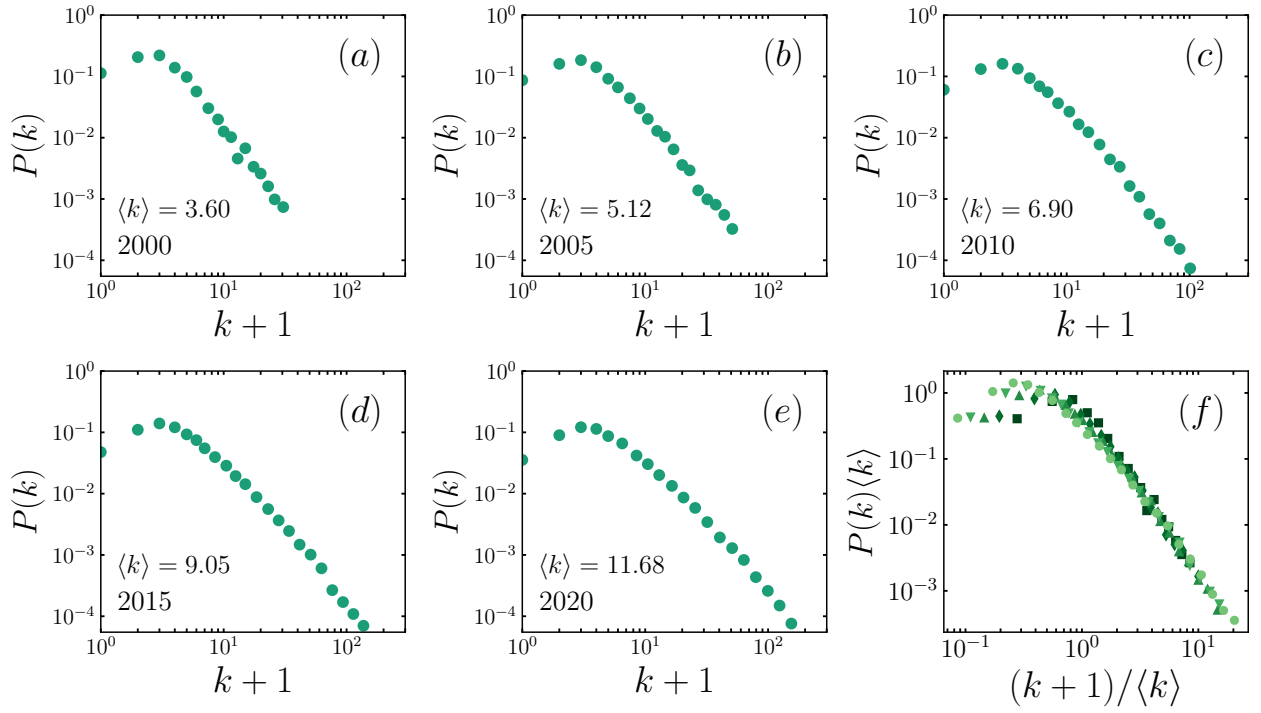 10^0
10^-1
10^-2
10^-3
10^-4
P(k)
(a)
⟨k⟩ = 3.60
2000
10^0 10^1 10^2
k + 1
10^0
10^-1
10^-2
10^-3
10^-4
P(k)
(b)
⟨k⟩ = 5.12
2005
10^0 10^1 10^2
k + 1
10^0
10^-1
10^-2
10^-3
10^-4
P(k)
(c)
⟨k⟩ = 6.90
2010
10^0 10^1 10^2
k + 1
10^0
10^-1
10^-2
10^-3
10^-4
P(k)
(d)
⟨k⟩ = 9.05
2015
10^0 10^1 10^2
k + 1
10^0
10^-1
10^-2
10^-3
10^-4
P(k)
(e)
⟨k⟩ = 11.68
2020
10^0 10^1 10^2
k + 1
10^0
10^-1
10^-2
10^-3
P(k)⟨k⟩
(f)
10^-1 10^0 10^1
(k + 1)/⟨k⟩